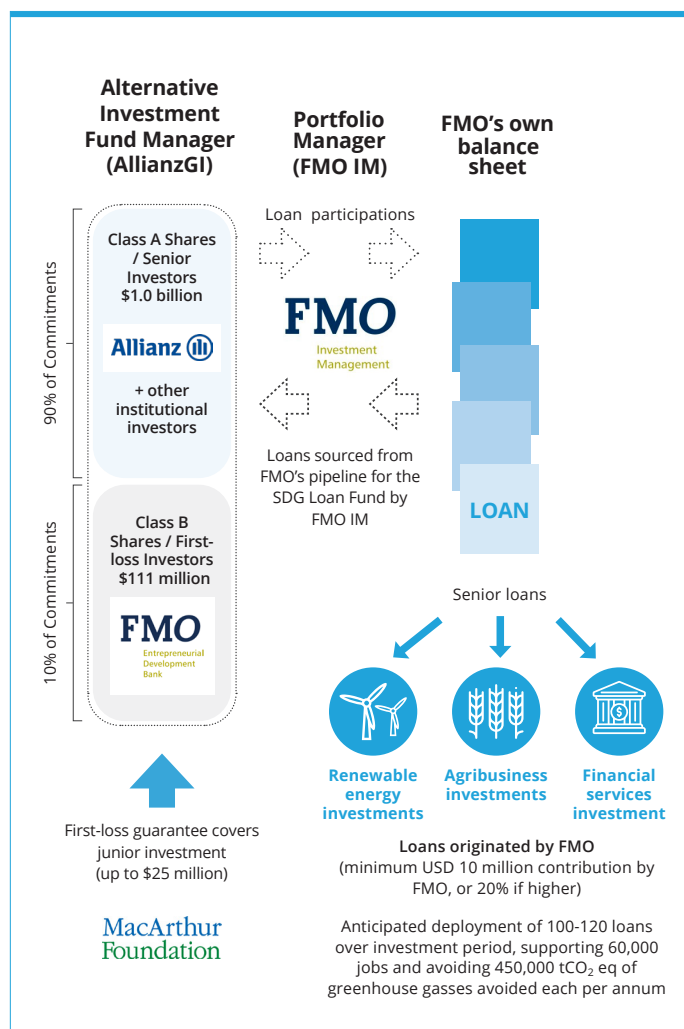 Alternative
Investment
Fund Manager
(AllianzGI)
Portfolio
Manager
(FMO IM)
FMO's own
balance
sheet
90% of Commitments
Class A Shares
/ Senior
Investors
$1.0 billion
Allianz
+ other
institutional
investors
Loan participations
FMO
Investment
Management
Loans sourced from
FMO's pipeline for the
SDG Loan Fund by
FMO IM
LOAN
10% of Commitments
Class B
Shares / First-
loss Investors
$111 million
FMO
Entrepreneurial
Development
Bank
First-loss guarantee covers
junior investment
(up to $25 million)
MacArthur
Foundation
Senior loans
$
Renewable
energy
investments
Agribusiness
investments
Financial
services
investment
Loans originated by FMO
(minimum USD 10 million contribution by
FMO, or 20% if higher)
Anticipated deployment of 100-120 loans
over investment period, supporting 60,000
jobs and avoiding 450,000 tCO₂ eq of
greenhouse gasses avoided each per annum